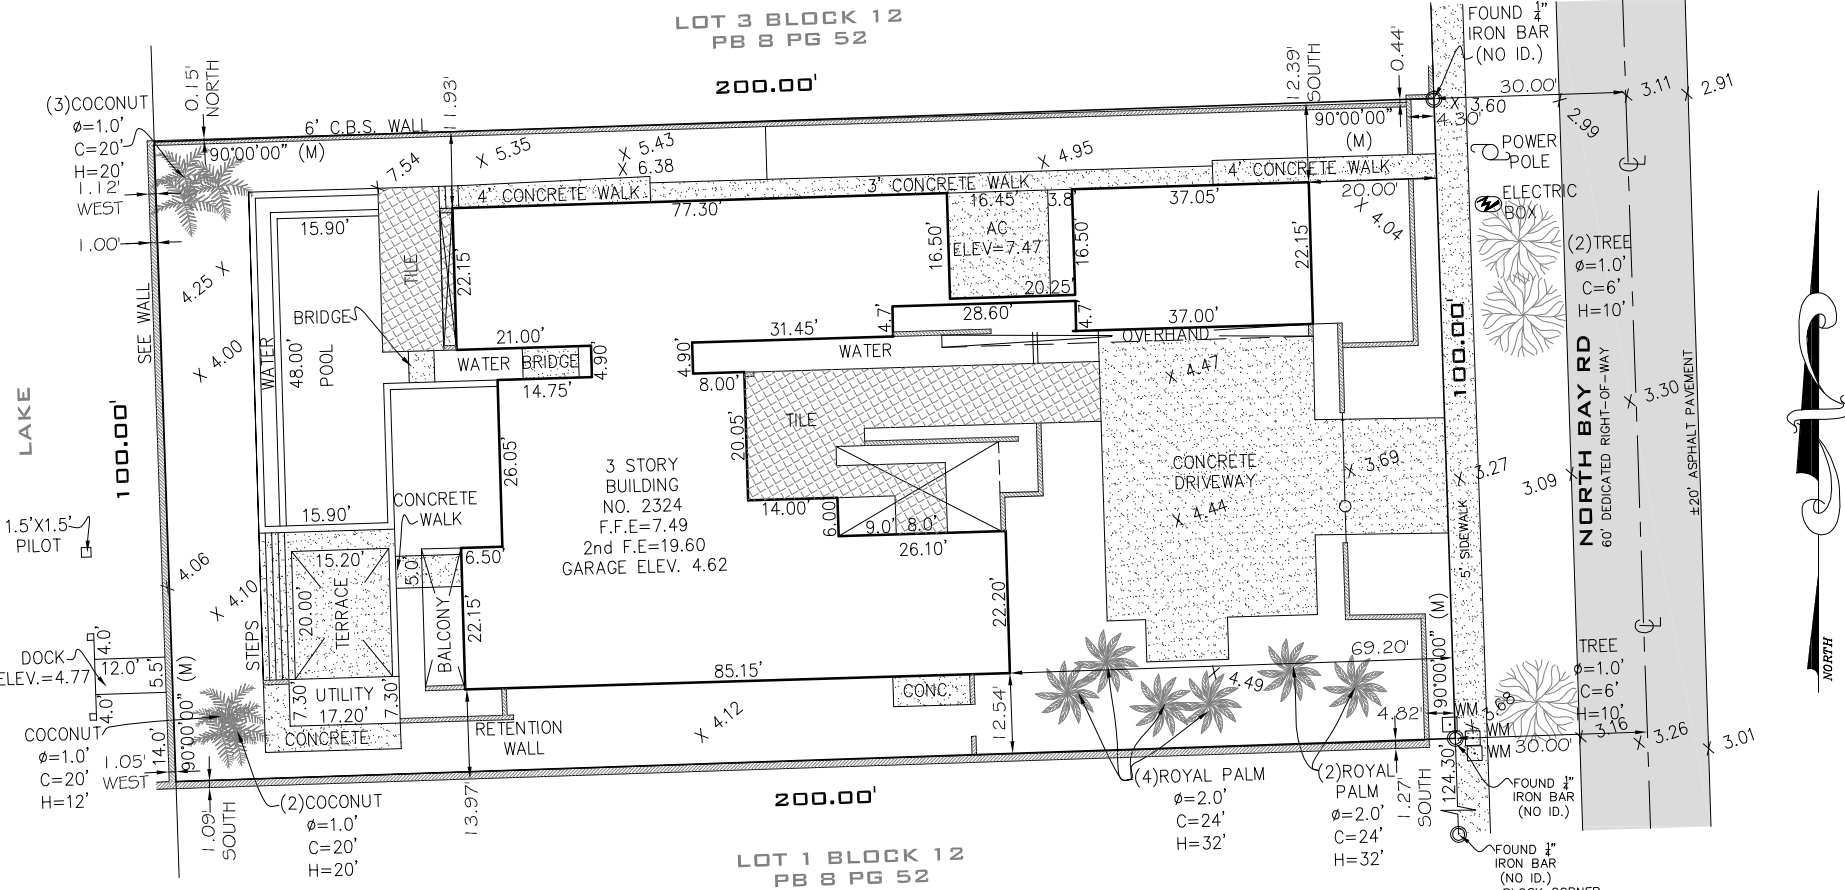 LOT 3 BLOCK 12
PB 8 PG 52
200.00'
FOUND ¼"
IRON BAR
(NO ID.)
0.15'
NORTH
11.93'
12.39'
SOUTH
0.44'
(3)COCONUT
ø=1.0'
C=20'
H=20'
1.12'
WEST
1.00'
6' C.B.S. WALL
90°00'00" (M)
7.54
X 5.35
X 5.43
X 6.38
X 4.95
90°00'00"
(M)
4.30'
X 3.60
30.00'
X 3.11
X 2.91
X 2.99
POWER
POLE
ELECTRIC
BOX
4' CONCRETE WALK
3' CONCRETE WALK
4' CONCRETE WALK
20.00'
X 4.04
77.30'
16.45'
3.8
37.05'
15.90'
TILE
22.15'
16.50'
AC
ELEV=7.47
16.50'
22.15'
(2)TREE
ø=1.0'
C=6'
H=10'
4.25 X
X 4.00
SEE WALL
WATER
48.00'
POOL
BRIDGE
20.25'
28.60'
4.7'
4.7'
37.00'
OVERHAND
21.00'
31.45'
WATER
BRIDGE
4.90'
4.90'
WATER
14.75'
8.00'
X 4.47
LAKE
100.00'
100.00'
NORTH BAY RD
60' DEDICATED RIGHT-OF-WAY
±20' ASPHALT PAVEMENT
X 3.30
TILE
20.05'
26.05'
3 STORY
BUILDING
NO. 2324
F.F.E=7.49
2nd F.E=19.60
GARAGE ELEV. 4.62
CONCRETE
DRIVEWAY
X 4.44
X 3.69
X 3.27
3.09 X
5' SIDEWALK
CONCRETE
WALK
15.90'
14.00'
6.00'
9.0'
8.0'
26.10'
1.5'X1.5'
PILOT
15.20'
6.50'
5.0'
20.00'
TERRACE
X 4.06
X 4.10
STEPS
BALCONY
22.15'
22.20'
DOCK
ELEV.=4.77
4.0'
12.0'
4.0'
5.5'
14.0'
90°00'00" (M)
85.15'
69.20'
90°00'00" (M)
NORTH
TREE
ø=1.0'
C=6'
H=10'
UTILITY
7.30'
17.20'
7.30'
CONCRETE
CONC.
X 4.49
X 4.12
RETENTION
WALL
12.54'
4.82'
WM
X 3.68
WM
WM
30.00'
X 3.16
X 3.26
X 3.01
COCONUT
ø=1.0'
C=20'
H=12'
1.05'
WEST
1.09'
SOUTH
(2)COCONUT
ø=1.0'
C=20'
H=20'
13.97'
200.00'
(4)ROYAL PALM
ø=2.0'
C=24'
H=32'
(2)ROYAL
PALM
ø=2.0'
C=24'
H=32'
1.27'
SOUTH
124.30'
FOUND ¼"
IRON BAR
(NO ID.)
FOUND ¼"
IRON BAR
(NO ID.)
BLOCK CORNER
LOT 1 BLOCK 12
PB 8 PG 52